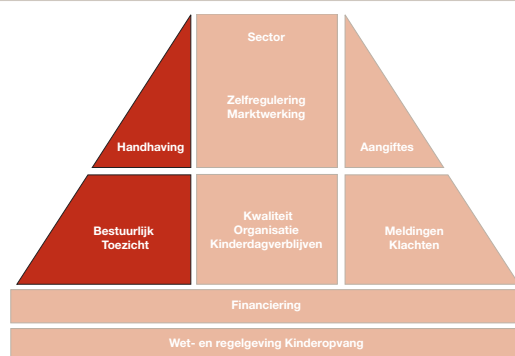 Sector
Zelfregulering
Marktwerking
Handhaving
Aangiftes
Bestuurlijk
Toezicht
Kwaliteit
Organisatie
Kinderdagverblijven
Meldingen
Klachten
Financiering
Wet- en regelgeving Kinderopvang